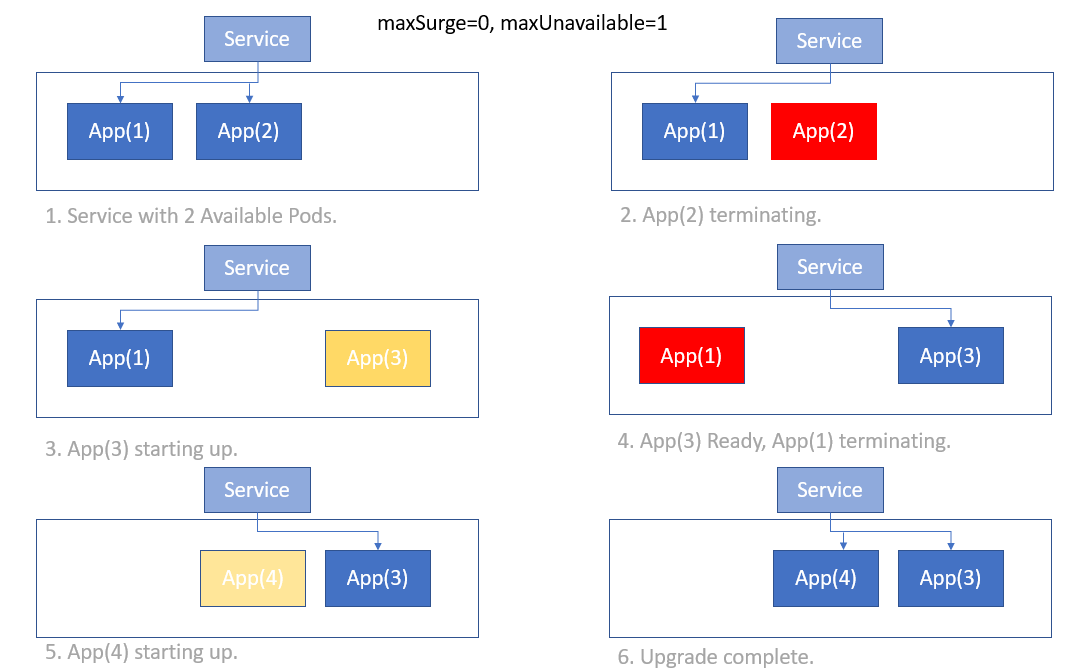 maxSurge=0, maxUnavailable=1
Service
App(1)
App(2)
1. Service with 2 Available Pods.
Service
App(1)
App(2)
2. App(2) terminating.
Service
App(1)
App(3)
3. App(3) starting up.
Service
App(1)
App(3)
4. App(3) Ready, App(1) terminating.
Service
App(4)
App(3)
5. App(4) starting up.
Service
App(4)
App(3)
6. Upgrade complete.